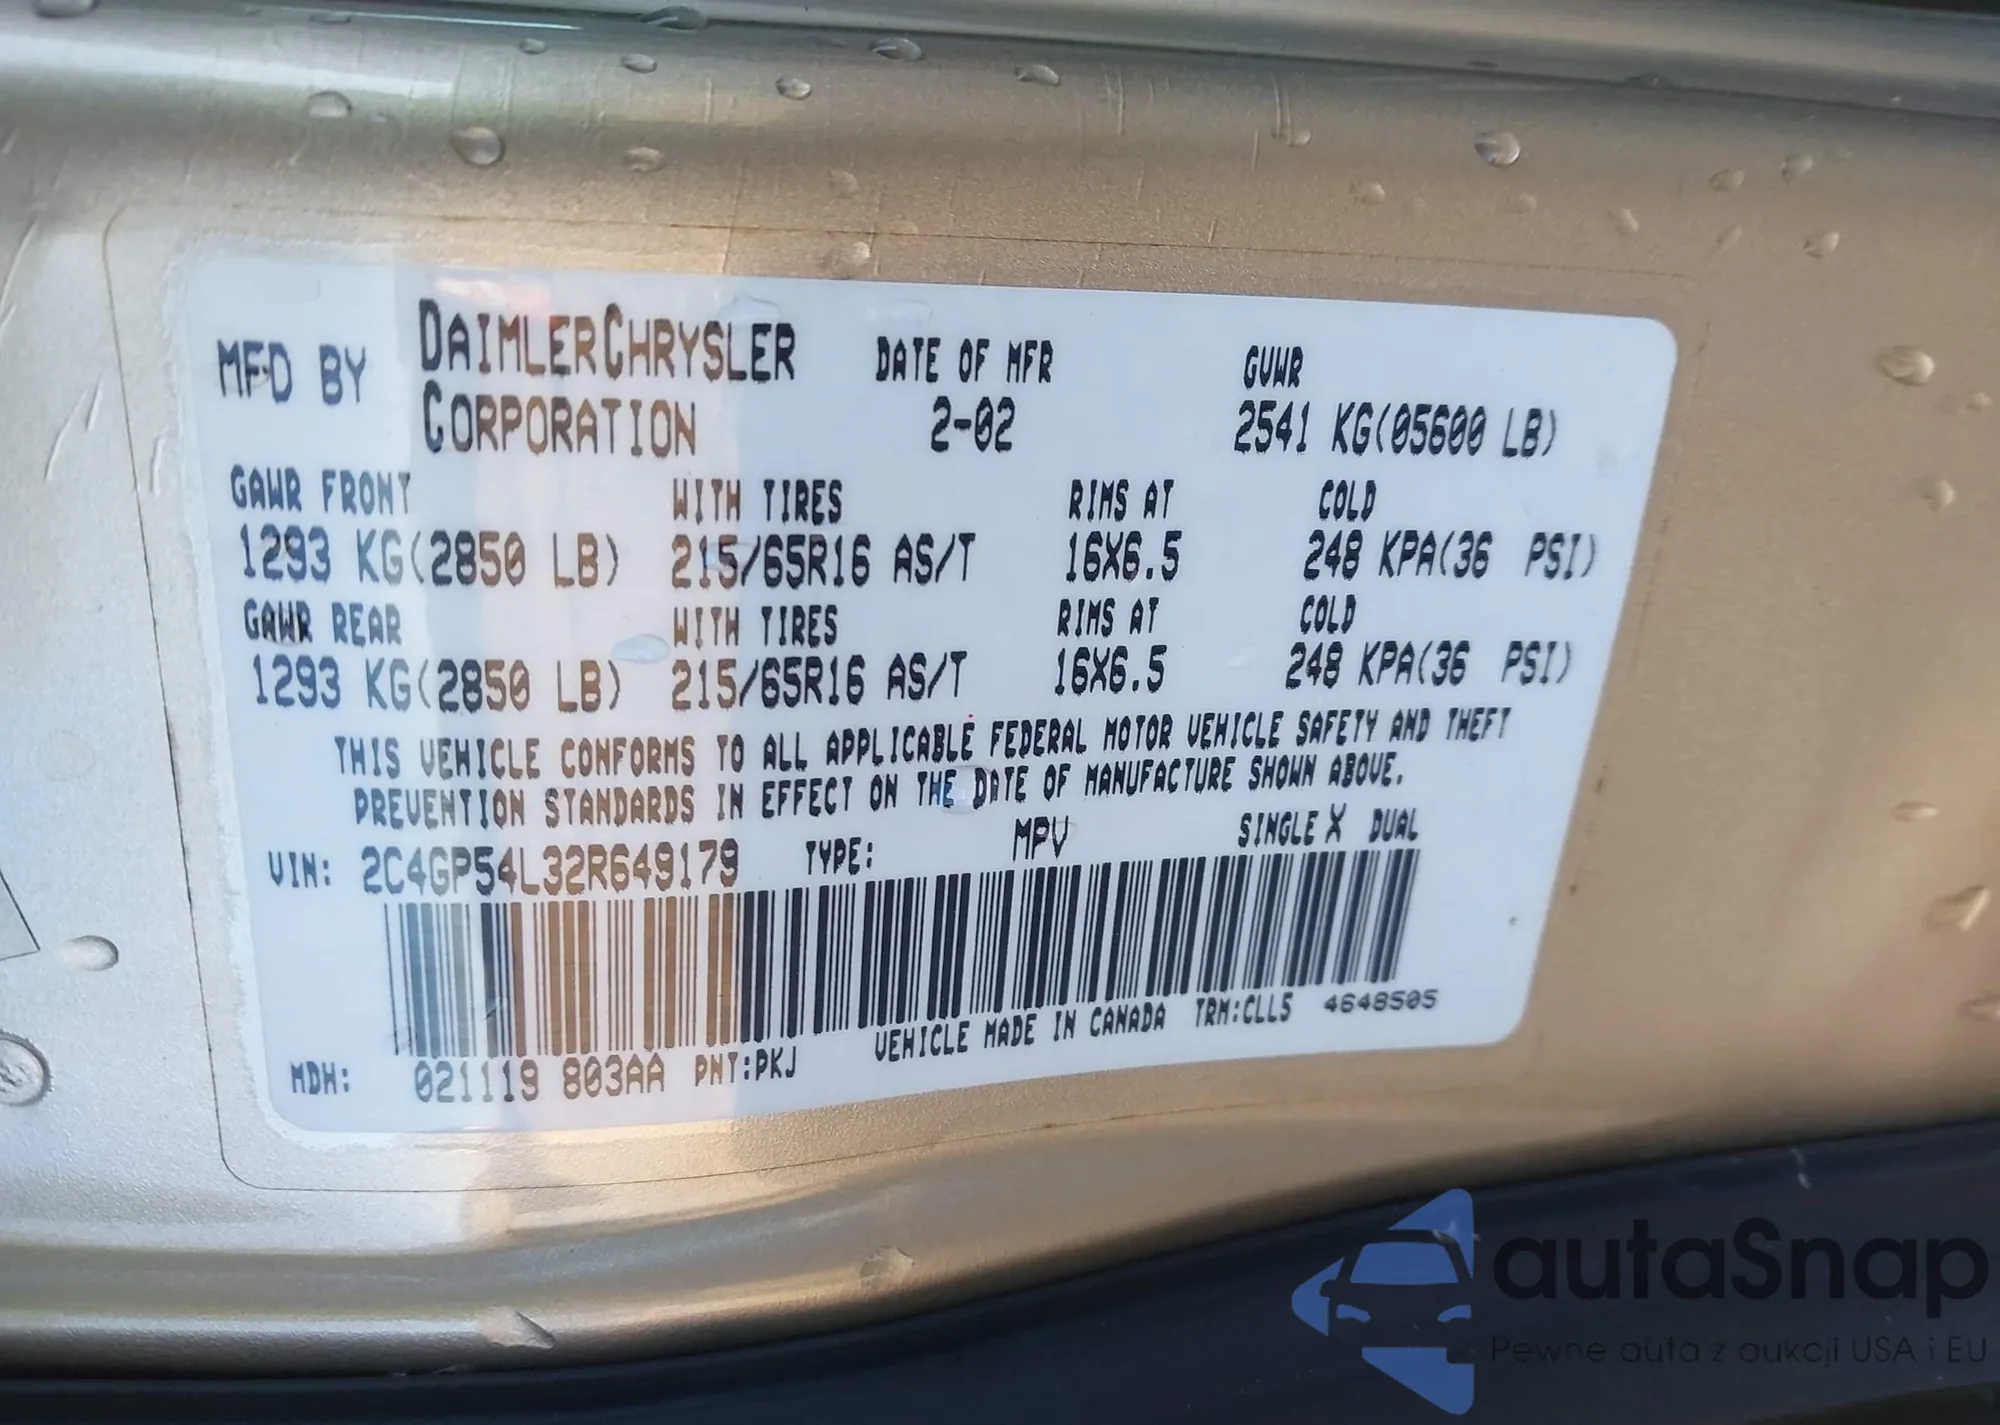 MFD BY DAIMLERCHRYSLER CORPORATION DATE OF MFR 2-02 GVWR 2541 KG(05600 LB)
GAWR FRONT WITH TIRES RIMS AT COLD
1293 KG(2850 LB) 215/65R16 AS/T 16X6.5 248 KPA(36 PSI)
GAWR REAR WITH TIRES RIMS AT COLD
1293 KG(2850 LB) 215/65R16 AS/T 16X6.5 248 KPA(36 PSI)
THIS VEHICLE CONFORMS TO ALL APPLICABLE FEDERAL MOTOR VEHICLE SAFETY AND THEFT
PREVENTION STANDARDS IN EFFECT ON THE DATE OF MANUFACTURE SHOWN ABOVE.
VIN: 2C4GP54L32R649179 TYPE: MPV SINGLE X DUAL
VEHICLE MADE IN CANADA TRM:CLL5 4648505
MDH: 021119 803AA PNT:PKJ
autaSnap
Pewne auta z aukcji USA i EU